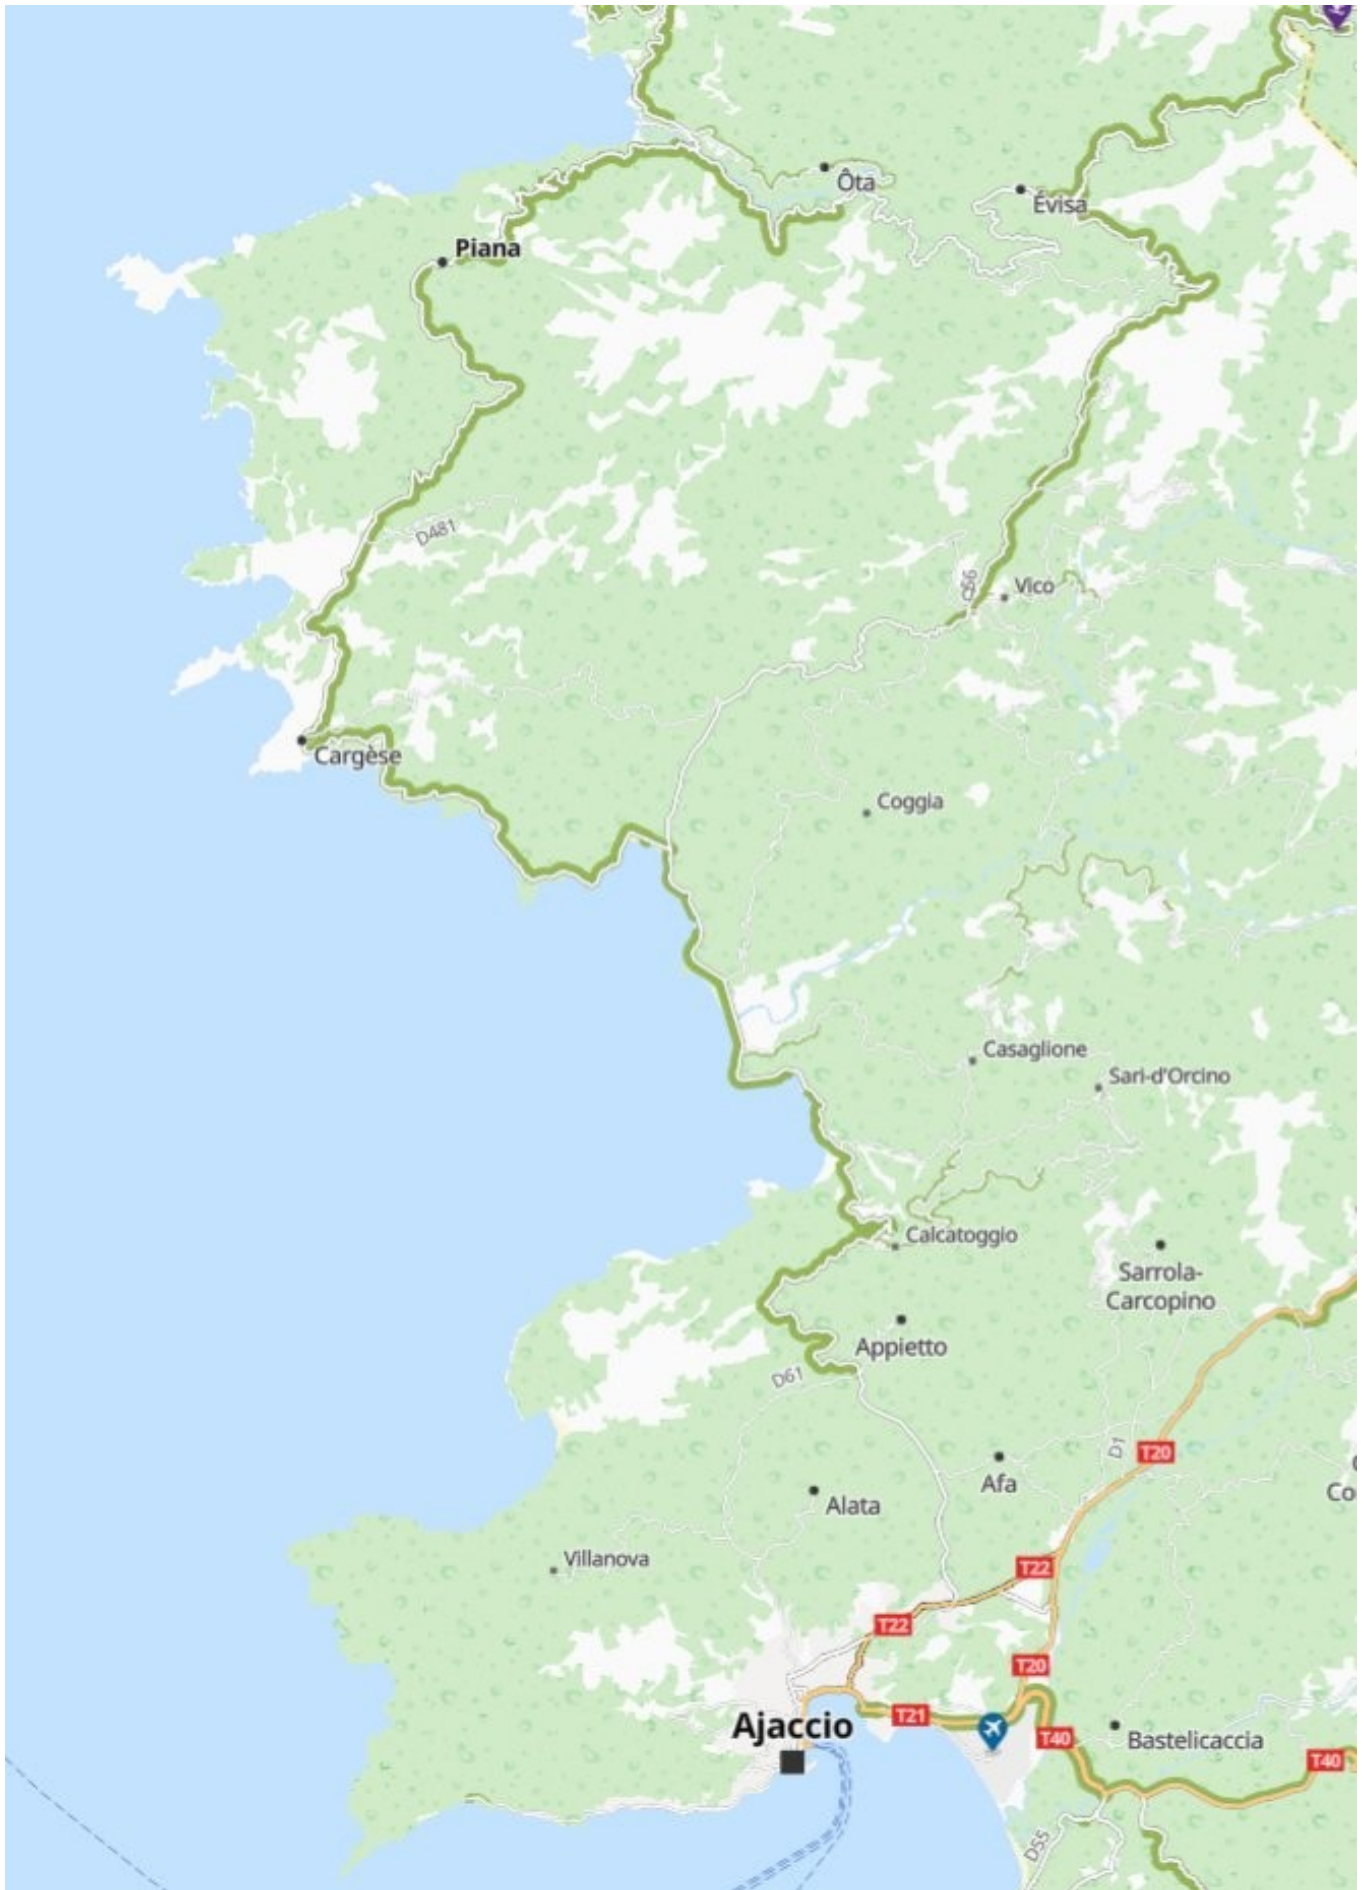 Ôta
Évisa
Piana
D481
Vico
Cargèse
Coggia
Casaglione
Sari-d'Orcino
Calcatoggio
Sarrola-
Carcopino
Appietto
D61
D1
T20
Afa
Alata
Co
Villanova
T22
T22
T20
T21
Ajaccio
T40
Bastelicaccia
T40
D55